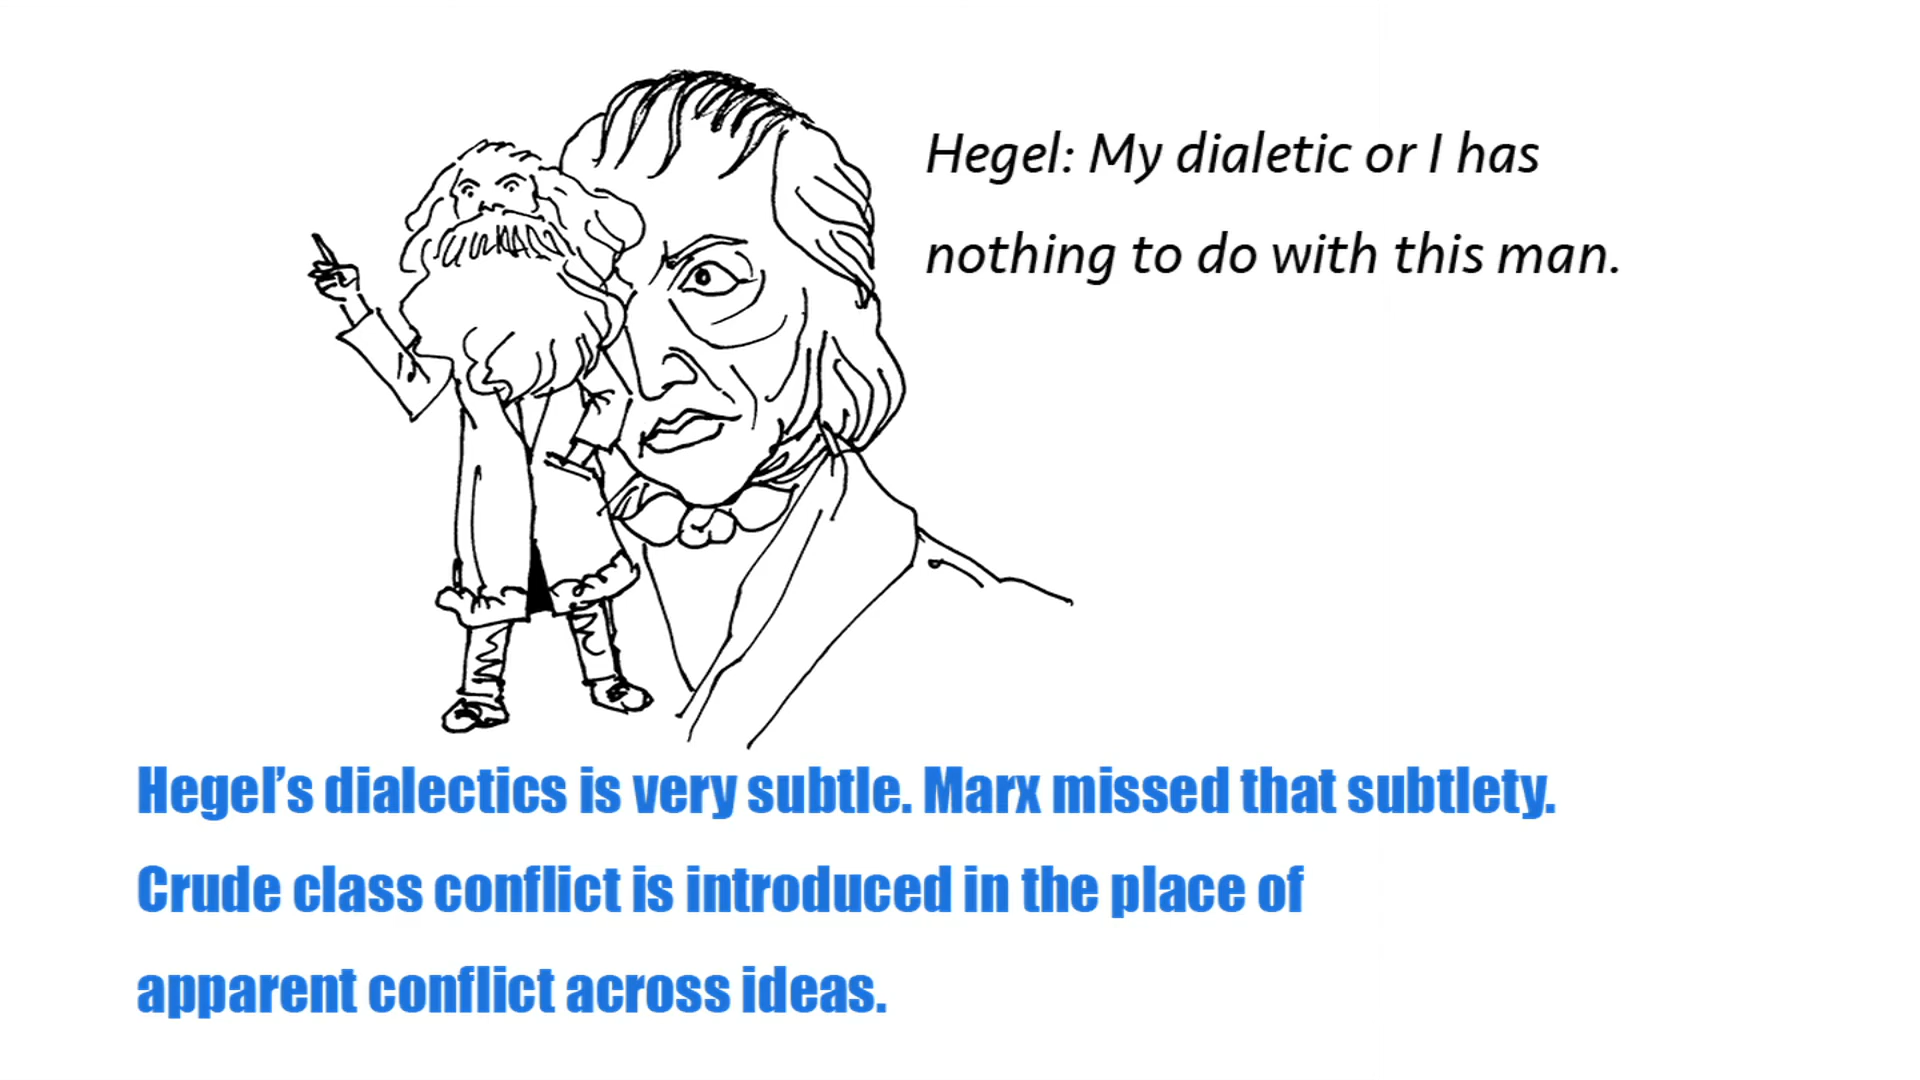 Hegel: My dialetic or I has
nothing to do with this man.
Hegel’s dialectics is very subtle. Marx missed that subtlety.
Crude class conflict is introduced in the place of
apparent conflict across ideas.